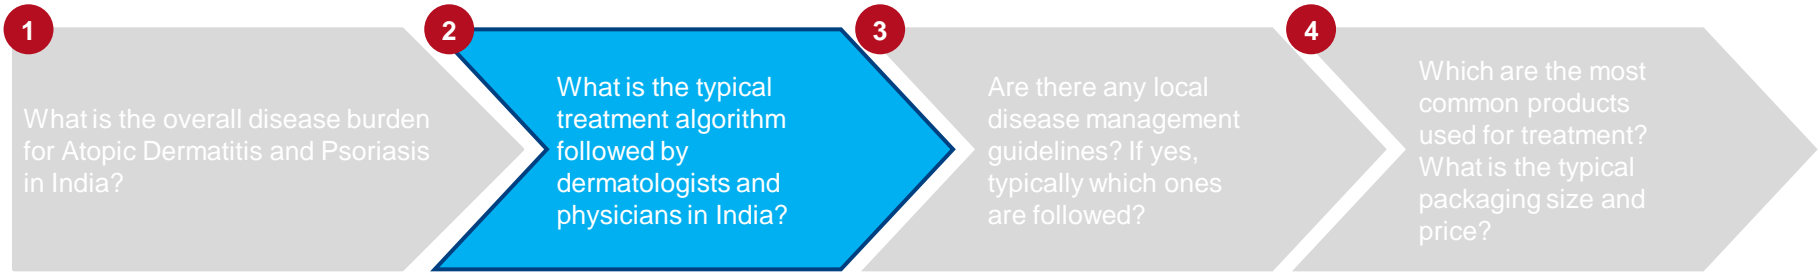 1
What is the overall disease burden
for Atopic Dermatitis and Psoriasis
in India?
2
What is the typical
treatment algorithm
followed by
dermatologists and
physicians in India?
3
Are there any local
disease management
guidelines? If yes,
typically which ones
are followed?
4
Which are the most
common products
used for treatment?
What is the typical
packaging size and
price?